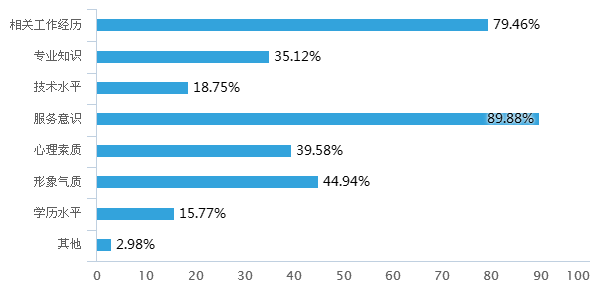 相关工作经历 79.46%
专业知识 35.12%
技术水平 18.75%
服务意识 89.88%
心理素质 39.58%
形象气质 44.94%
学历水平 15.77%
其他 2.98%
0 10 20 30 40 50 60 70 80 90 100